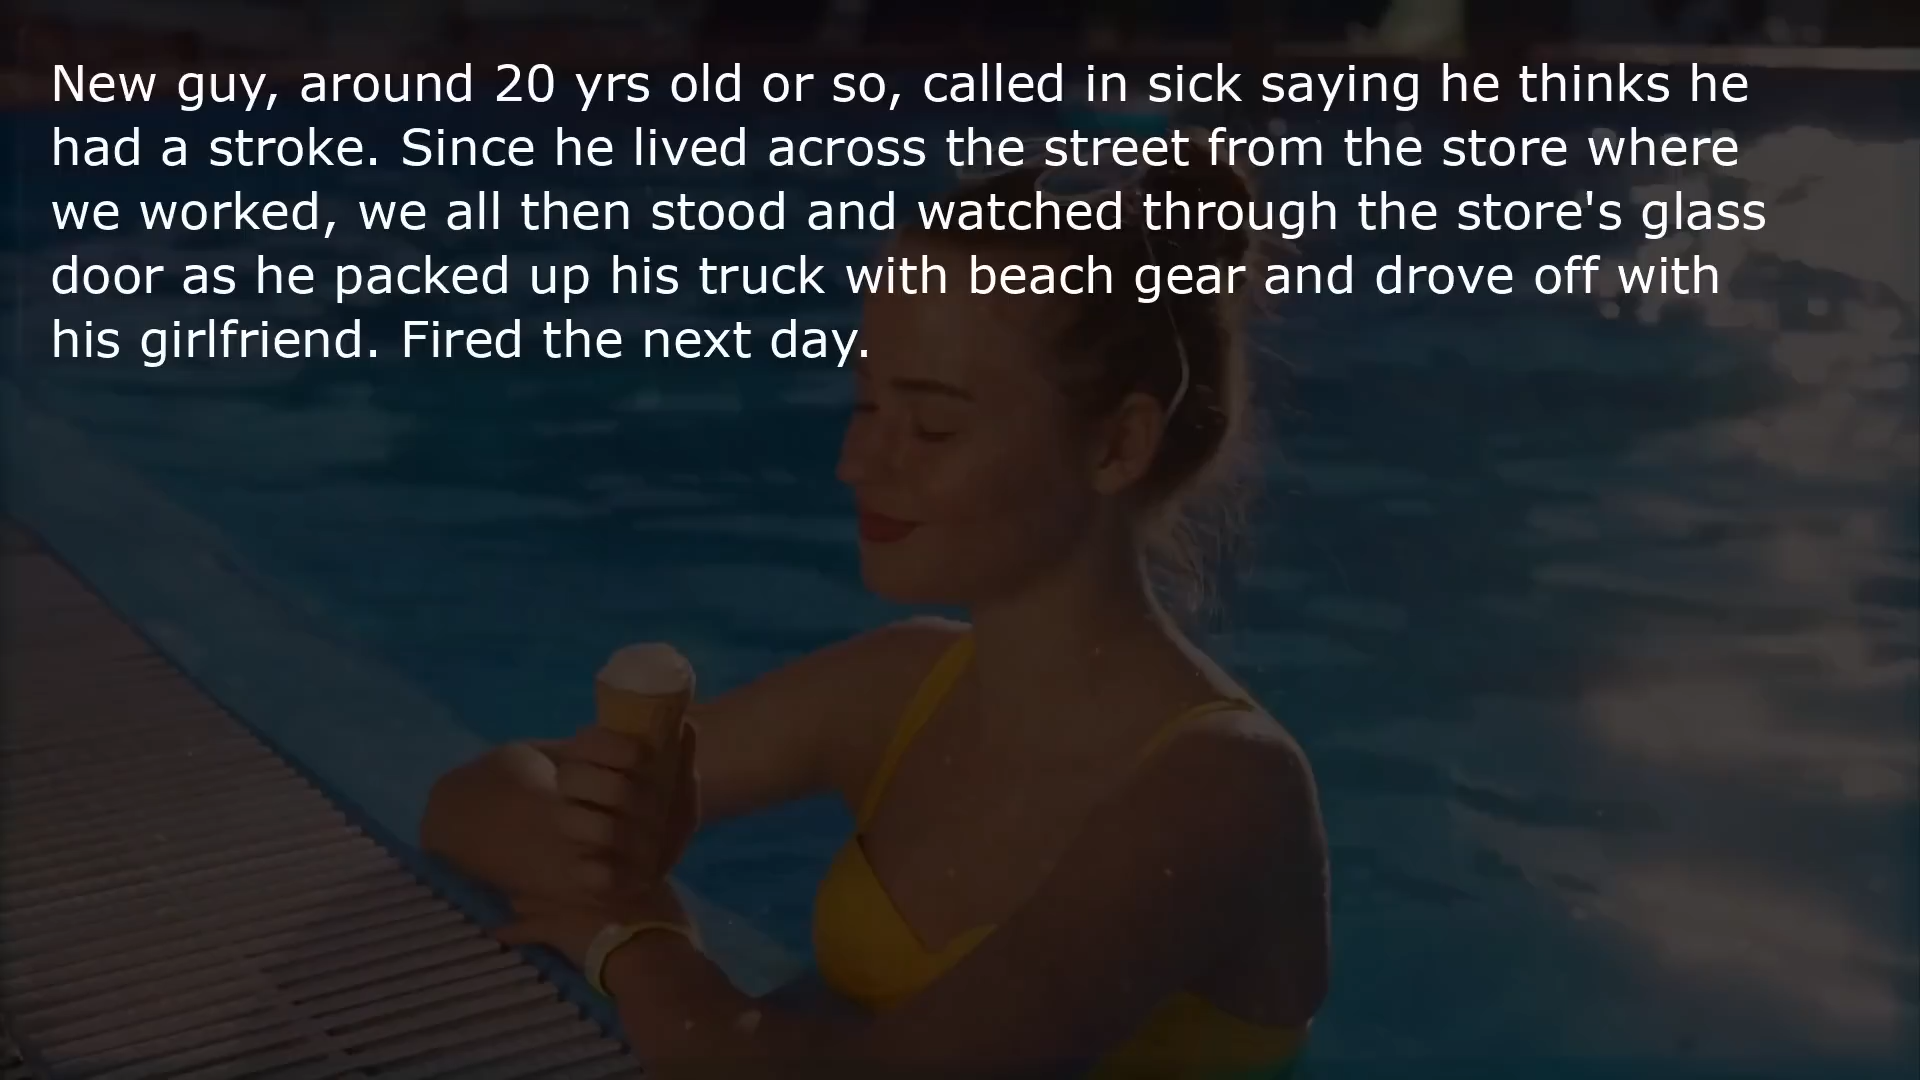 New guy, around 20 yrs old or so, called in sick saying he thinks he
had a stroke. Since he lived across the street from the store where
we worked, we all then stood and watched through the store's glass
door as he packed up his truck with beach gear and drove off with
his girlfriend. Fired the next day.